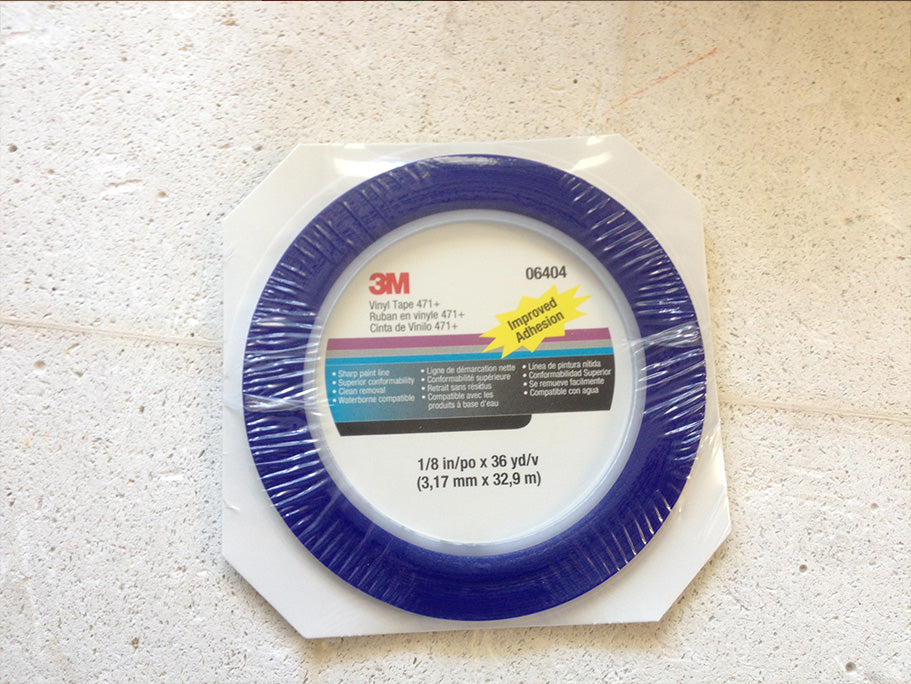 3M
06404
Vinyl Tape 471+
Ruban en vinyle 471+
Cinta de Vinilo 471+
Improved
Adhesion
• Sharp paint line
• Superior conformability
• Clean removal
• Waterborne compatible
• Ligne de démarcation nette
• Conformabilité supérieure
• Retrait sans résidus
• Compatible avec les
produits à base d'eau
• Línea de pintura nítida
• Conformabilidad Superior
• Se remueve facilmente
• Compatible con agua
1/8 in/po x 36 yd/v
(3,17 mm x 32,9 m)